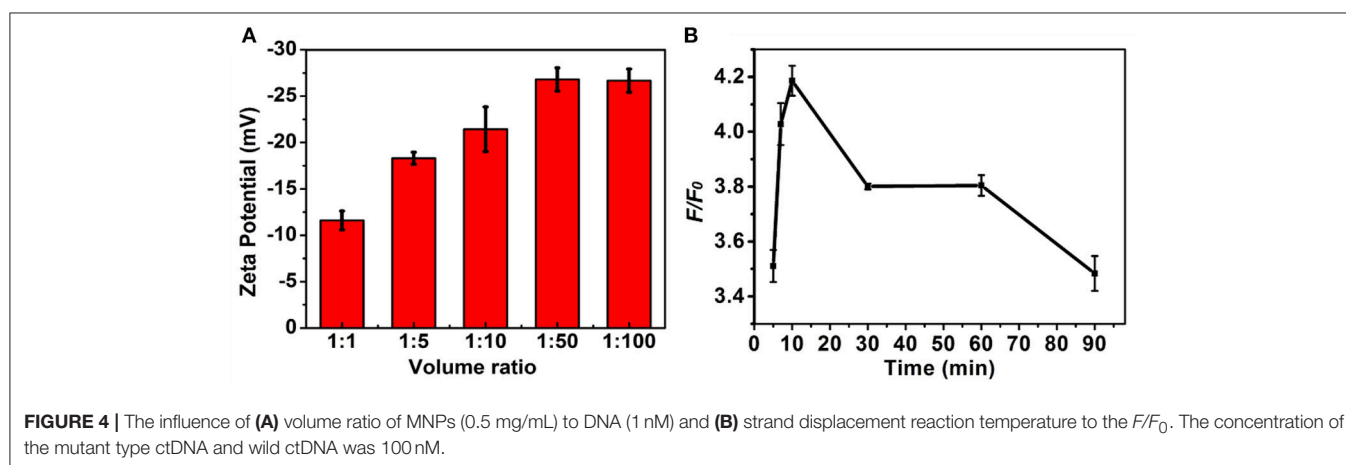 A
-30
-25
-20
-15
-10
-5
0
Zeta Potential (mV)
1:1 1:5 1:10 1:50 1:100
Volume ratio
B
4.2
4.0
3.8
3.6
3.4
F/F0
0 10 20 30 40 50 60 70 80 90
Time (min)
FIGURE 4 | The influence of (A) volume ratio of MNPs (0.5 mg/mL) to DNA (1 nM) and (B) strand displacement reaction temperature to the F/F0. The concentration of
the mutant type ctDNA and wild ctDNA was 100 nM.